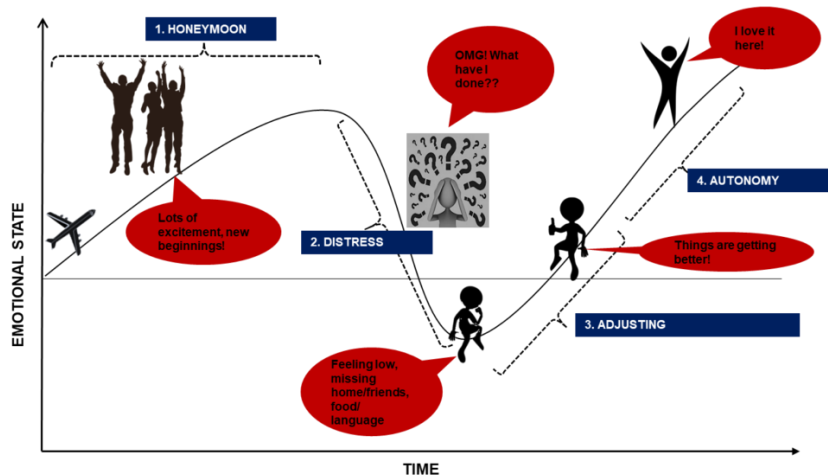 1. HONEYMOON
I love it
here!
OMG! What
have I
done??
4. AUTONOMY
Lots of
excitement, new
beginnings!
2. DISTRESS
Things are getting
better!
3. ADJUSTING
Feeling low,
missing
home/friends,
food/
language
EMOTIONAL STATE
TIME